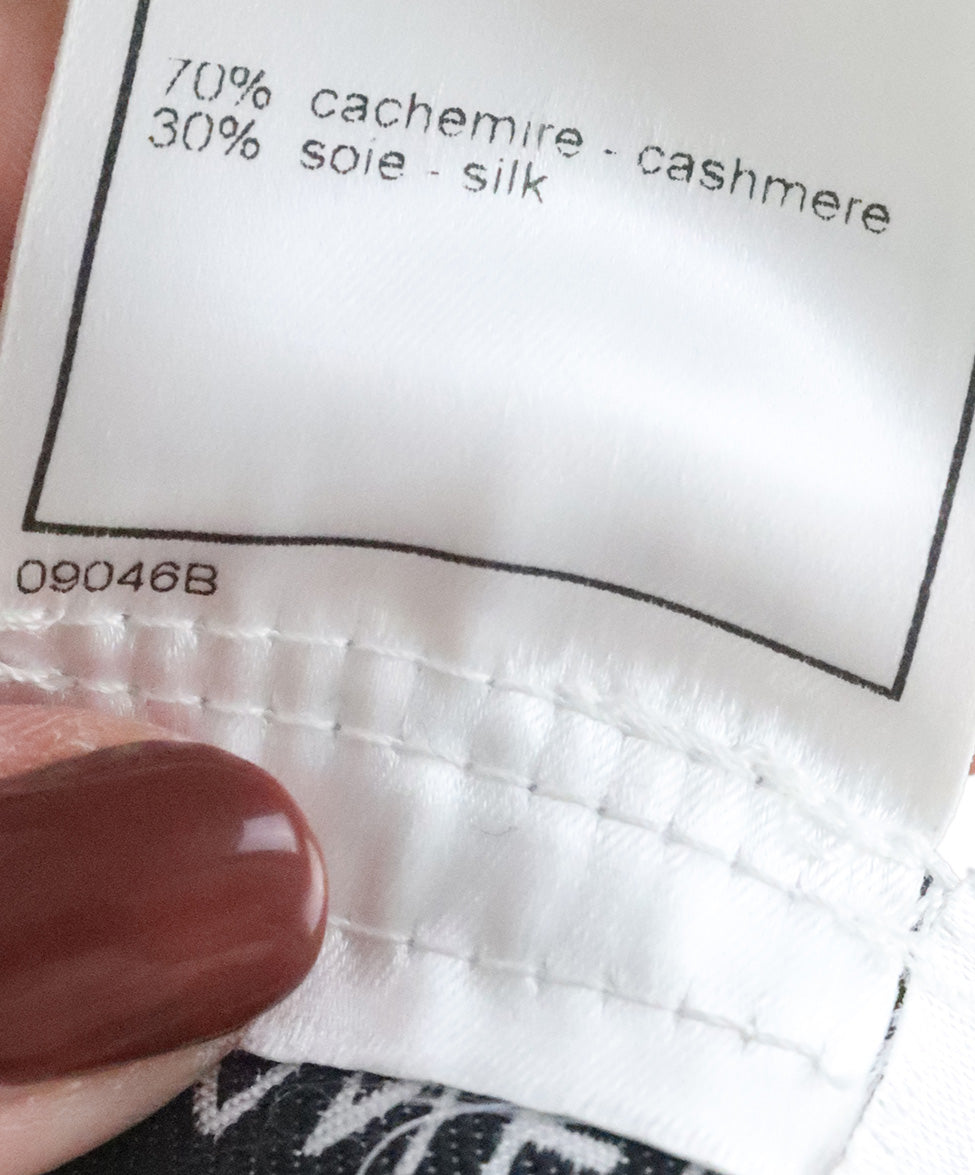 70% cachemire - cashmere
30% soie - silk
09046B